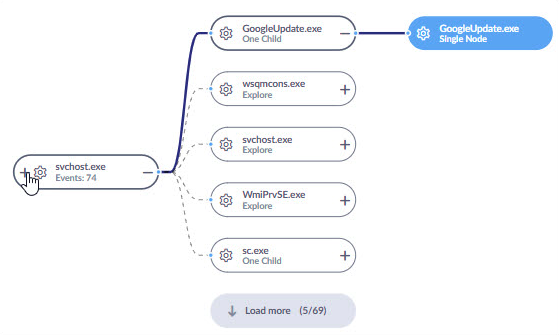 GoogleUpdate.exe
One Child
GoogleUpdate.exe
Single Node
wsqmcons.exe
Explore
svchost.exe
Explore
svchost.exe
Events: 74
WmiPrvSE.exe
Explore
sc.exe
One Child
Load more (5/69)